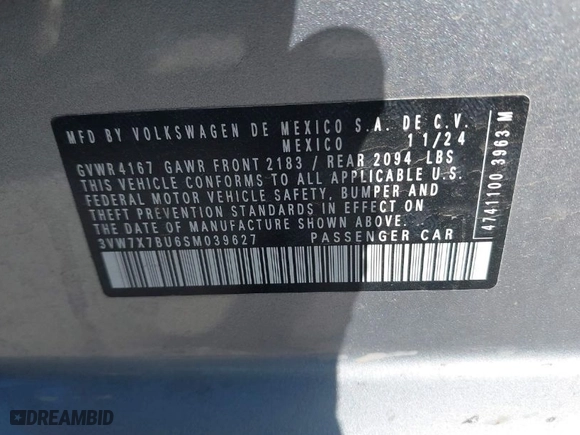 MFD BY VOLKSWAGEN DE MEXICO S.A. DE C.V.
MEXICO 11/24
GVWR 4167 GAWR FRONT 2183 / REAR 2094 LBS
THIS VEHICLE CONFORMS TO ALL APPLICABLE U.S.
FEDERAL MOTOR VEHICLE SAFETY, BUMPER AND
THEFT PREVENTION STANDARDS IN EFFECT ON
THE DATE OF MANUFACTURE SHOWN ABOVE
3VW7X7BU6SM039627 PASSENGER CAR
4741100 3963 M
DREAMBID